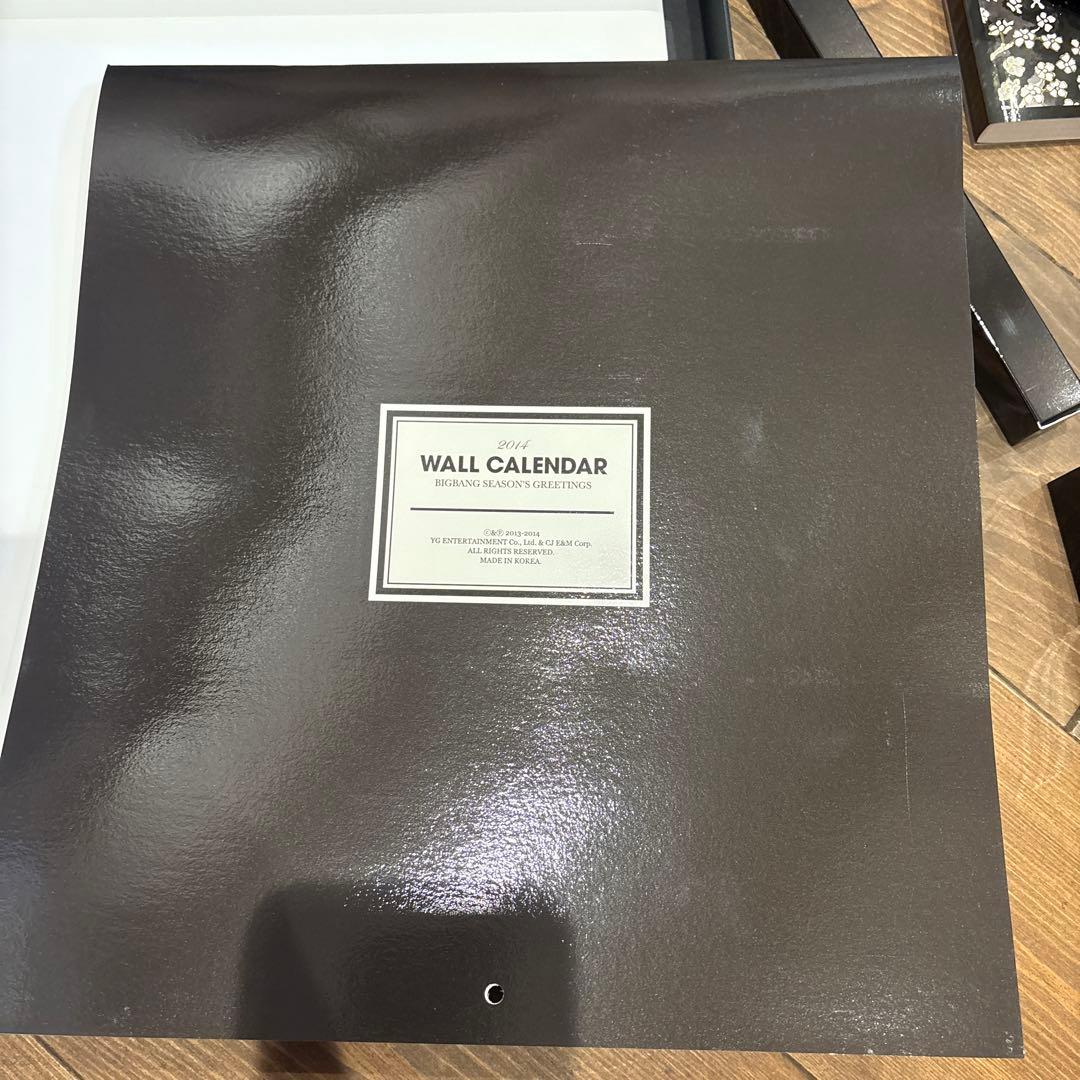 2014
WALL CALENDAR
BIGBANG SEASON'S GREETINGS
ⓒ&ⓟ 2013-2014
YG ENTERTAINMENT Co., Ltd. & CJ E&M Corp.
ALL RIGHTS RESERVED.
MADE IN KOREA.